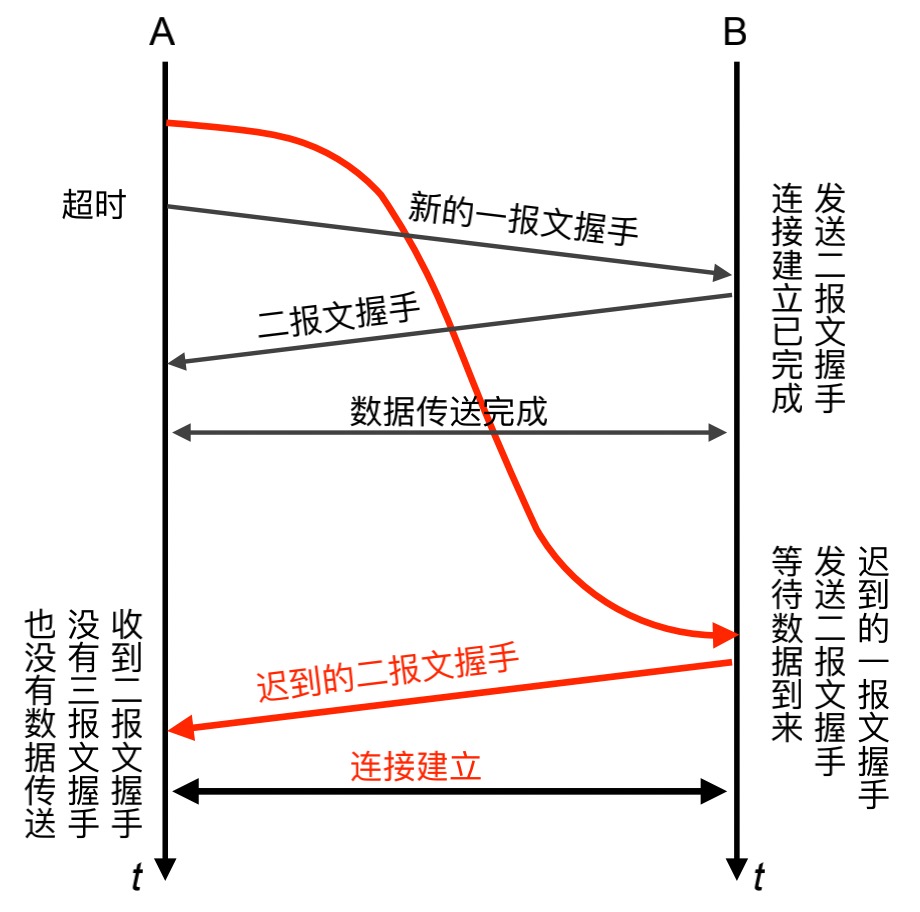 A
B
超时
新的一报文握手
发送二报文握手
连接建立已完成
二报文握手
数据传送完成
迟到的一报文握手
发送二报文握手
等待数据到来
收到二报文握手
没有三报文握手
也没有数据传送
迟到的二报文握手
连接建立
t
t